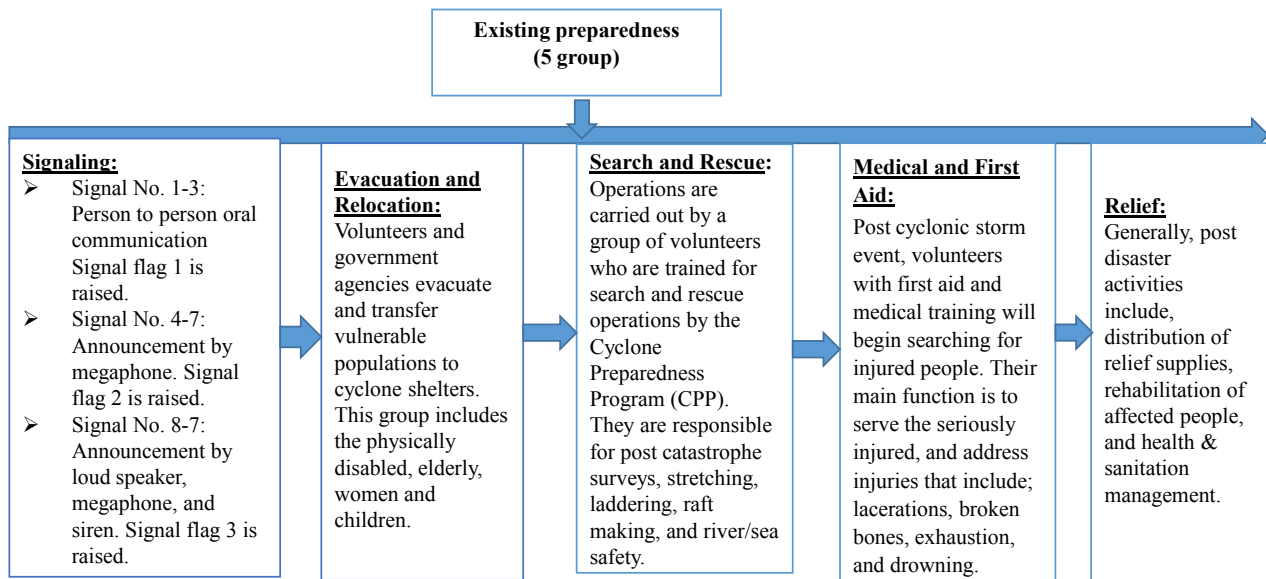 Existing preparedness
(5 group)
Signaling:
➢ Signal No. 1-3:
Person to person oral
communication
Signal flag 1 is
raised.
➢ Signal No. 4-7:
Announcement by
megaphone. Signal
flag 2 is raised.
➢ Signal No. 8-7:
Announcement by
loud speaker,
megaphone, and
siren. Signal flag 3 is
raised.
Evacuation and
Relocation:
Volunteers and
government
agencies evacuate
and transfer
vulnerable
populations to
cyclone shelters.
This group includes
the physically
disabled, elderly,
women and
children.
Search and Rescue:
Operations are
carried out by a
group of volunteers
who are trained for
search and rescue
operations by the
Cyclone
Preparedness
Program (CPP).
They are responsible
for post catastrophe
surveys, stretching,
laddering, raft
making, and river/sea
safety.
Medical and First
Aid:
Post cyclonic storm
event, volunteers
with first aid and
medical training will
begin searching for
injured people. Their
main function is to
serve the seriously
injured, and address
injuries that include;
lacerations, broken
bones, exhaustion,
and drowning.
Relief:
Generally, post
disaster
activities
include,
distribution of
relief supplies,
rehabilitation of
affected people,
and health &
sanitation
management.